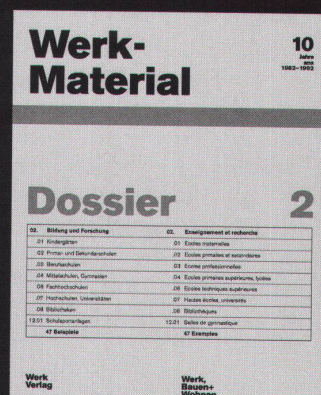 Werk-
Material
10
Jahre
ans
1982–1992
Dossier 2
02. Bildung und Forschung
.01 Kindergärten
.02 Primar- und Sekundarschulen
.03 Berufsschulen
.04 Mittelschulen, Gymnasien
.06 Fachhochschulen
.07 Hochschulen, Universitäten
.08 Bibliotheken
12.01 Schulsportanlagen
47 Beispiele
02. Enseignement et recherche
.01 Ecoles maternelles
.02 Ecoles primaires et secondaires
.03 Ecoles professionnelles
.04 Ecoles primaires supérieures, lycées
.06 Ecoles techniques supérieures
.07 Hautes écoles, universités
.08 Bibliothèques
12.01 Salles de gymnastique
47 Examples
Werk
Verlag
Werk,
Bauen+
Wohnen